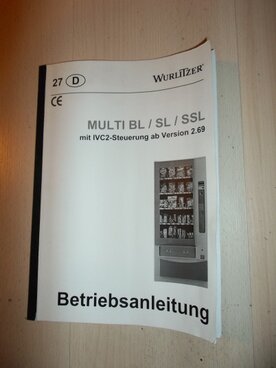 27 D
WURLITZER®
CE
MULTI BL / SL / SSL
mit IVC2-Steuerung ab Version 2.69
Betriebsanleitung